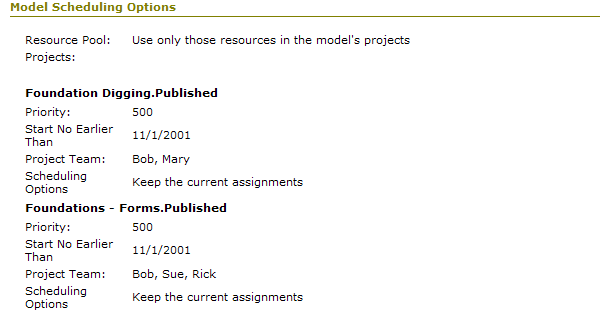 Model Scheduling Options
Resource Pool: Use only those resources in the model's projects
Projects:
Foundation Digging.Published
Priority: 500
Start No Earlier
Than 11/1/2001
Project Team: Bob, Mary
Scheduling
Options Keep the current assignments
Foundations - Forms.Published
Priority: 500
Start No Earlier
Than 11/1/2001
Project Team: Bob, Sue, Rick
Scheduling
Options Keep the current assignments